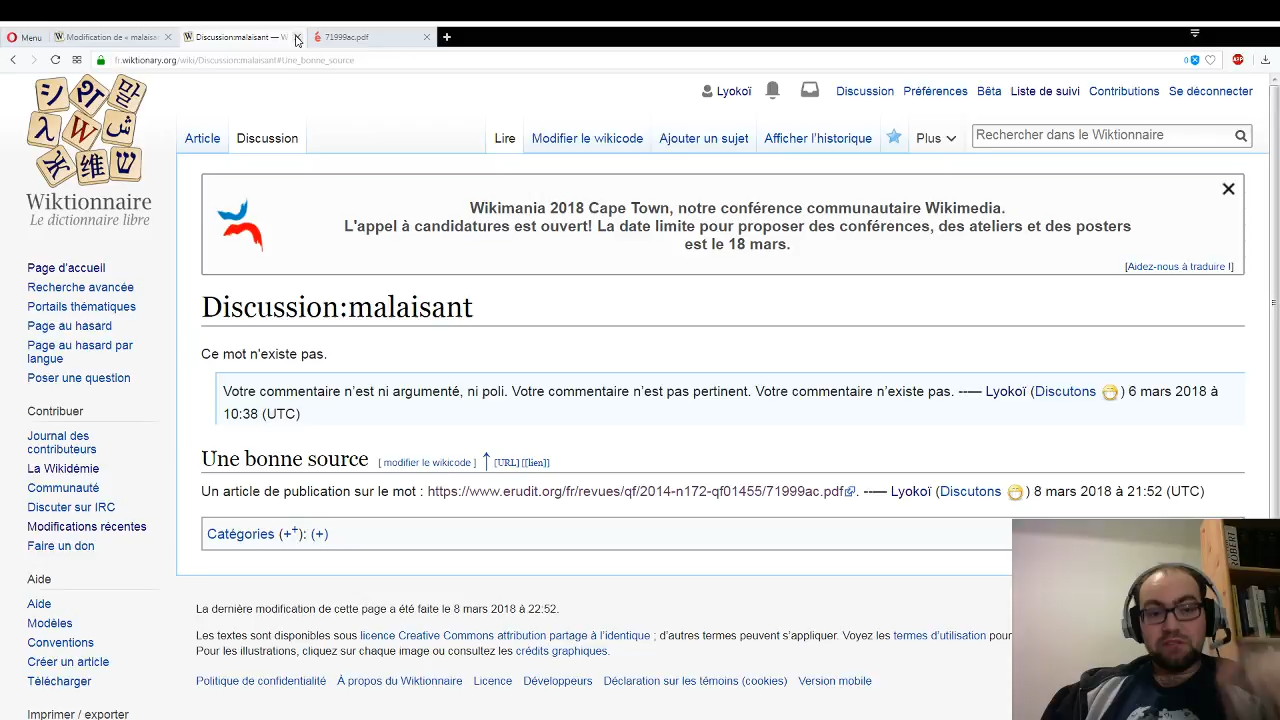 Menu
Modification de « malaisa
Discussion:malaisant — W
71999ac.pdf
fr.wiktionary.org/wiki/Discussion:malaisant#Une_bonne_source
0
ABP
Lyokoï
Discussion
Préférences
Bêta
Liste de suivi
Contributions
Se déconnecter
Article
Discussion
Lire
Modifier le wikicode
Ajouter un sujet
Afficher l'historique
Plus
Rechercher dans le Wiktionnaire
Wiktionnaire
Le dictionnaire libre
Page d'accueil
Recherche avancée
Portails thématiques
Page au hasard
Page au hasard par
langue
Poser une question
Contribuer
Journal des
contributeurs
La Wikidémie
Communauté
Discuter sur IRC
Modifications récentes
Faire un don
Aide
Aide
Modèles
Conventions
Créer un article
Télécharger
Imprimer / exporter
Wikimania 2018 Cape Town, notre conférence communautaire Wikimedia.
L'appel à candidatures est ouvert! La date limite pour proposer des conférences, des ateliers et des posters
est le 18 mars.
[Aidez-nous à traduire !]
Discussion:malaisant
Ce mot n'existe pas.
Votre commentaire n'est ni argumenté, ni poli. Votre commentaire n'est pas pertinent. Votre commentaire n'existe pas. --— Lyokoï (Discutons ) 6 mars 2018 à
10:38 (UTC)
Une bonne source [ modifier le wikicode ] ↑ [URL] [[lien]]
Un article de publication sur le mot : https://www.erudit.org/fr/revues/qf/2014-n172-qf01455/71999ac.pdf. --— Lyokoï (Discutons ) 8 mars 2018 à 21:52 (UTC)
Catégories (++): (+)
La dernière modification de cette page a été faite le 8 mars 2018 à 22:52.
Les textes sont disponibles sous licence Creative Commons attribution partage à l'identique ; d'autres termes peuvent s'appliquer. Voyez les termes d'utilisation pour
Pour les illustrations, cliquez sur chaque image ou consultez les crédits graphiques.
Politique de confidentialité
À propos du Wiktionnaire
Licence
Développeurs
Déclaration sur les témoins (cookies)
Version mobile